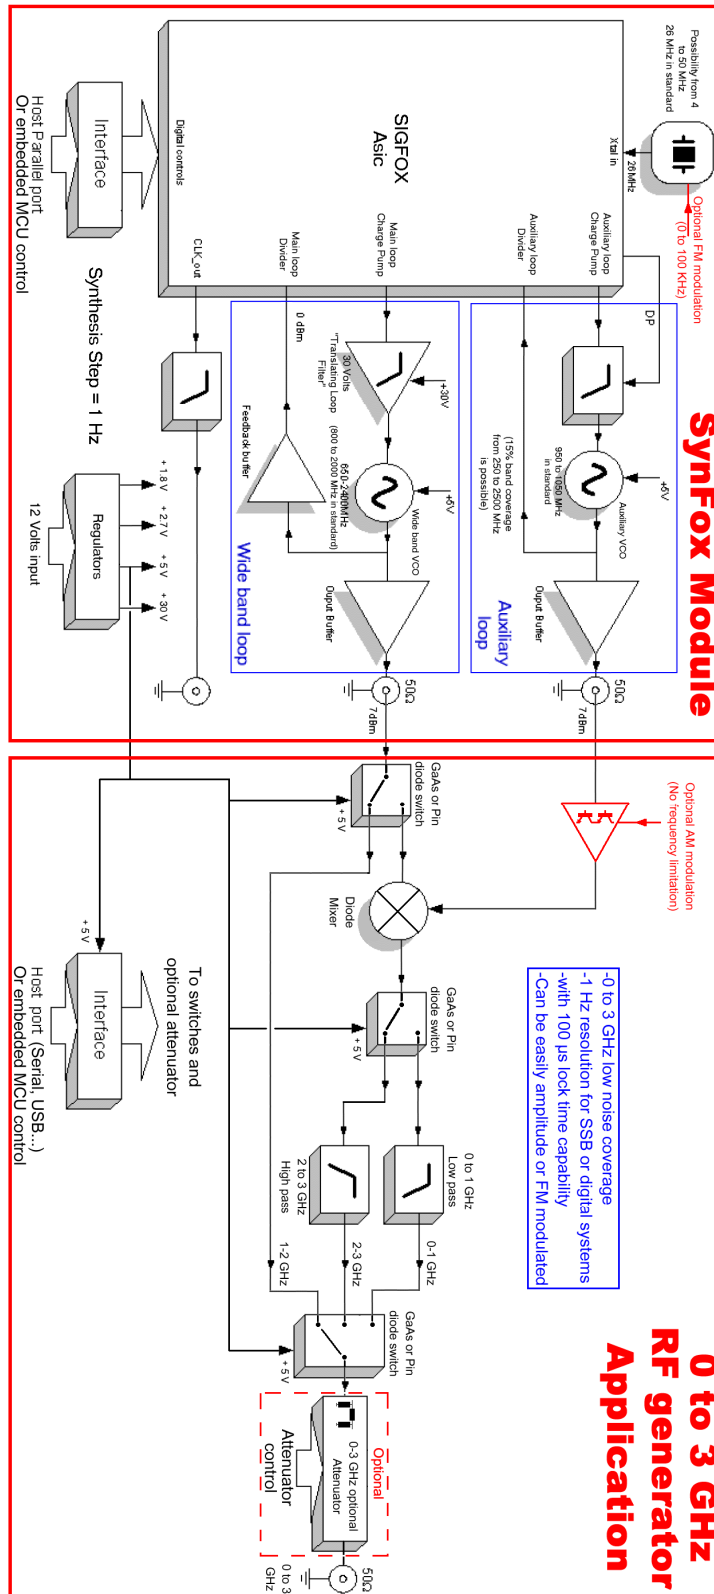 SynFox Module
0 to 3 GHz
RF generator
Application
Possibility from 4
to 50 MHz
26 MHz in standard
Optional FM modulation
(0 to 100 KHz)
26MHz
Xtal in
SIGFOX
Asic
Digital controls
Interface
Host Parallel port
Or embedded MCU control
Auxiliary loop
Charge Pump
Auxiliary loop
Divider
Main loop
Charge Pump
Main loop
Divider
CLK_out
DP
+5V
950 to 1050 MHz
in standard
Auxiliary VCO
(15% band coverage
from 250 to 2500 MHz
is possible)
Ouput Buffer
Auxiliary
loop
50Ω
7dBm
+30V
30 Volts
"Translating Loop
Filter"
0 dBm
+5V
650-2400MHz
(800 to 2000 MHz in standard)
Wide band VCO
Feedback buffer
Ouput Buffer
Wide band loop
50Ω
7dBm
Synthesis Step = 1 Hz
+ 1.8 V
+ 2.7 V
+ 5 V
+ 30 V
Regulators
12 Volts input
Optional AM modulation
(No frequency limitation)
GaAs or Pin
diode switch
+ 5 V
Diode
Mixer
GaAs or Pin
diode switch
+ 5 V
-0 to 3 GHz low noise coverage
-1 Hz resolution for SSB or digital systems
-with 100 µs lock time capability
-Can be easily amplitude or FM modulated
0 to 1 GHz
Low pass
2 to 3 GHz
High pass
0-1 GHz
2-3 GHz
1-2 GHz
GaAs or Pin
diode switch
+ 5 V
Optional
0-3 GHz optional
Attenuator
Attenuator
control
50Ω
0 to 3
GHz
To switches and
optional attenuator
+ 5 V
Interface
Host port (Serial, USB...)
Or embedded MCU control